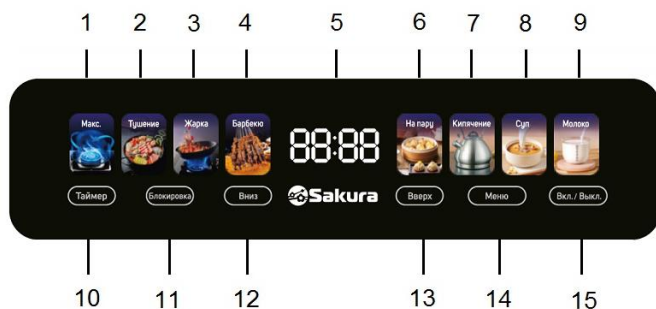 1 2 3 4 5 6 7 8 9
Макс. Тушение Жарка Барбекю 88:88 На пару Кипячение Суп Молоко
Таймер Блокировка Вниз Sakura Вверх Меню Вкл./ Выкл.
10 11 12 13 14 15